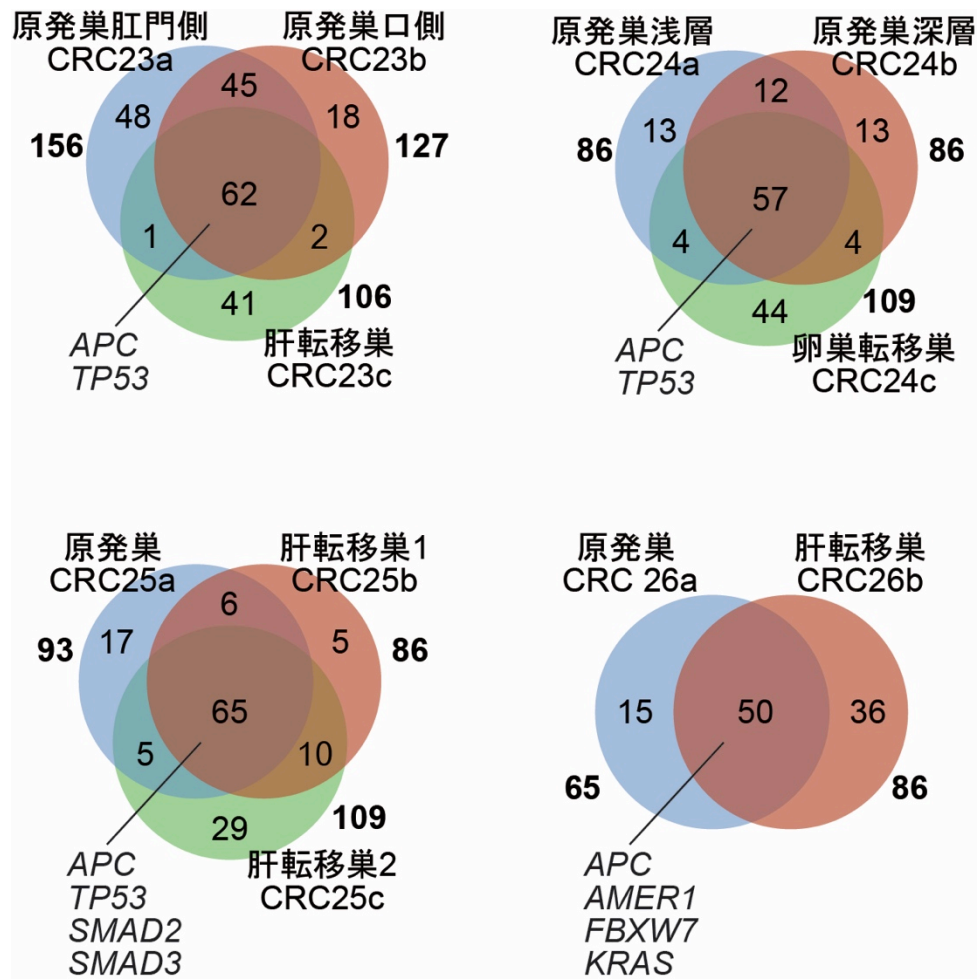 原発巣肛門側
CRC23a
原発巣口側
CRC23b
45
48
18
156
127
62
1
2
41
106
APC
TP53
肝転移巣
CRC23c
原発巣浅層
CRC24a
原発巣深層
CRC24b
12
13
13
86
86
57
4
4
44
109
APC
TP53
卵巣転移巣
CRC24c
原発巣
CRC25a
肝転移巣1
CRC25b
6
17
5
93
86
65
5
10
29
109
APC
TP53
SMAD2
SMAD3
肝転移巣2
CRC25c
原発巣
CRC 26a
肝転移巣
CRC26b
15
50
36
65
86
APC
AMER1
FBXW7
KRAS